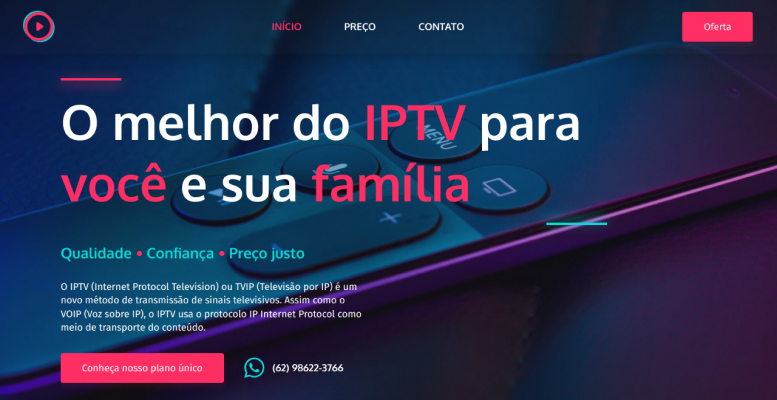 INÍCIO PREÇO CONTATO Oferta
O melhor do IPTV para
você e sua família
MENU
Qualidade • Confiança • Preço justo
O IPTV (Internet Protocol Television) ou TVIP (Televisão por IP) é um
novo método de transmissão de sinais televisivos. Assim como o
VOIP (Voz sobre IP), o IPTV usa o protocolo IP Internet Protocol como
meio de transporte do conteúdo.
Conheça nosso plano único (62) 98622-3766